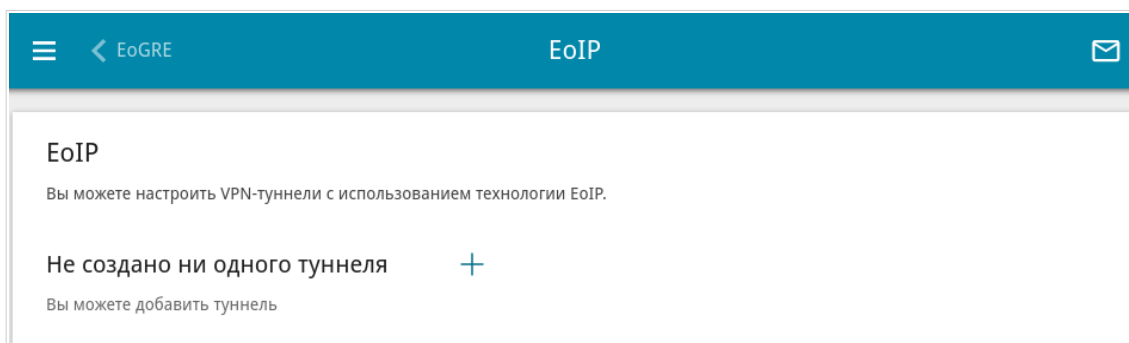 EoGRE
EoIP
EoIP
Вы можете настроить VPN-туннели с использованием технологии EoIP.
Не создано ни одного туннеля
Вы можете добавить туннель